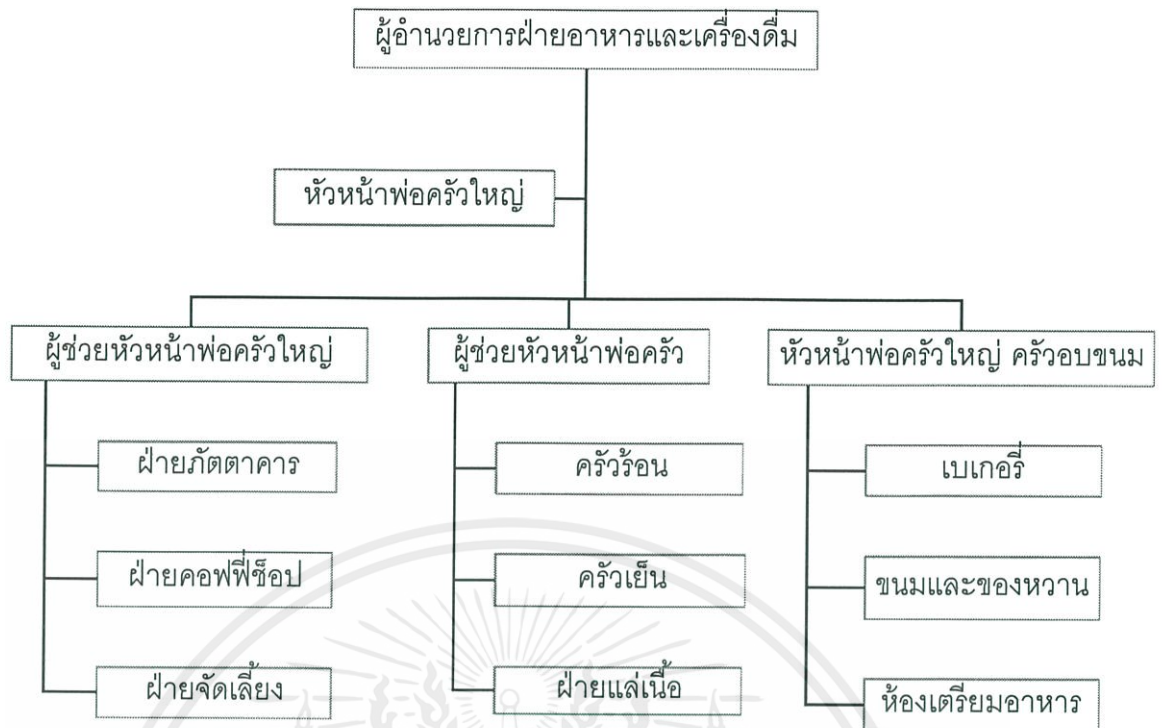 ผู้อำนวยการฝ่ายอาหารและเครื่องดื่ม
หัวหน้าพ่อครัวใหญ่
ผู้ช่วยหัวหน้าพ่อครัวใหญ่
ผู้ช่วยหัวหน้าพ่อครัว
หัวหน้าพ่อครัวใหญ่ ครัวอบขนม
ฝ่ายภัตตาคาร
ครัวร้อน
เบเกอรี่
ฝ่ายคอฟฟี่ช็อป
ครัวเย็น
ขนมและของหวาน
ฝ่ายจัดเลี้ยง
ฝ่ายแล่เนื้อ
ห้องเตรียมอาหาร